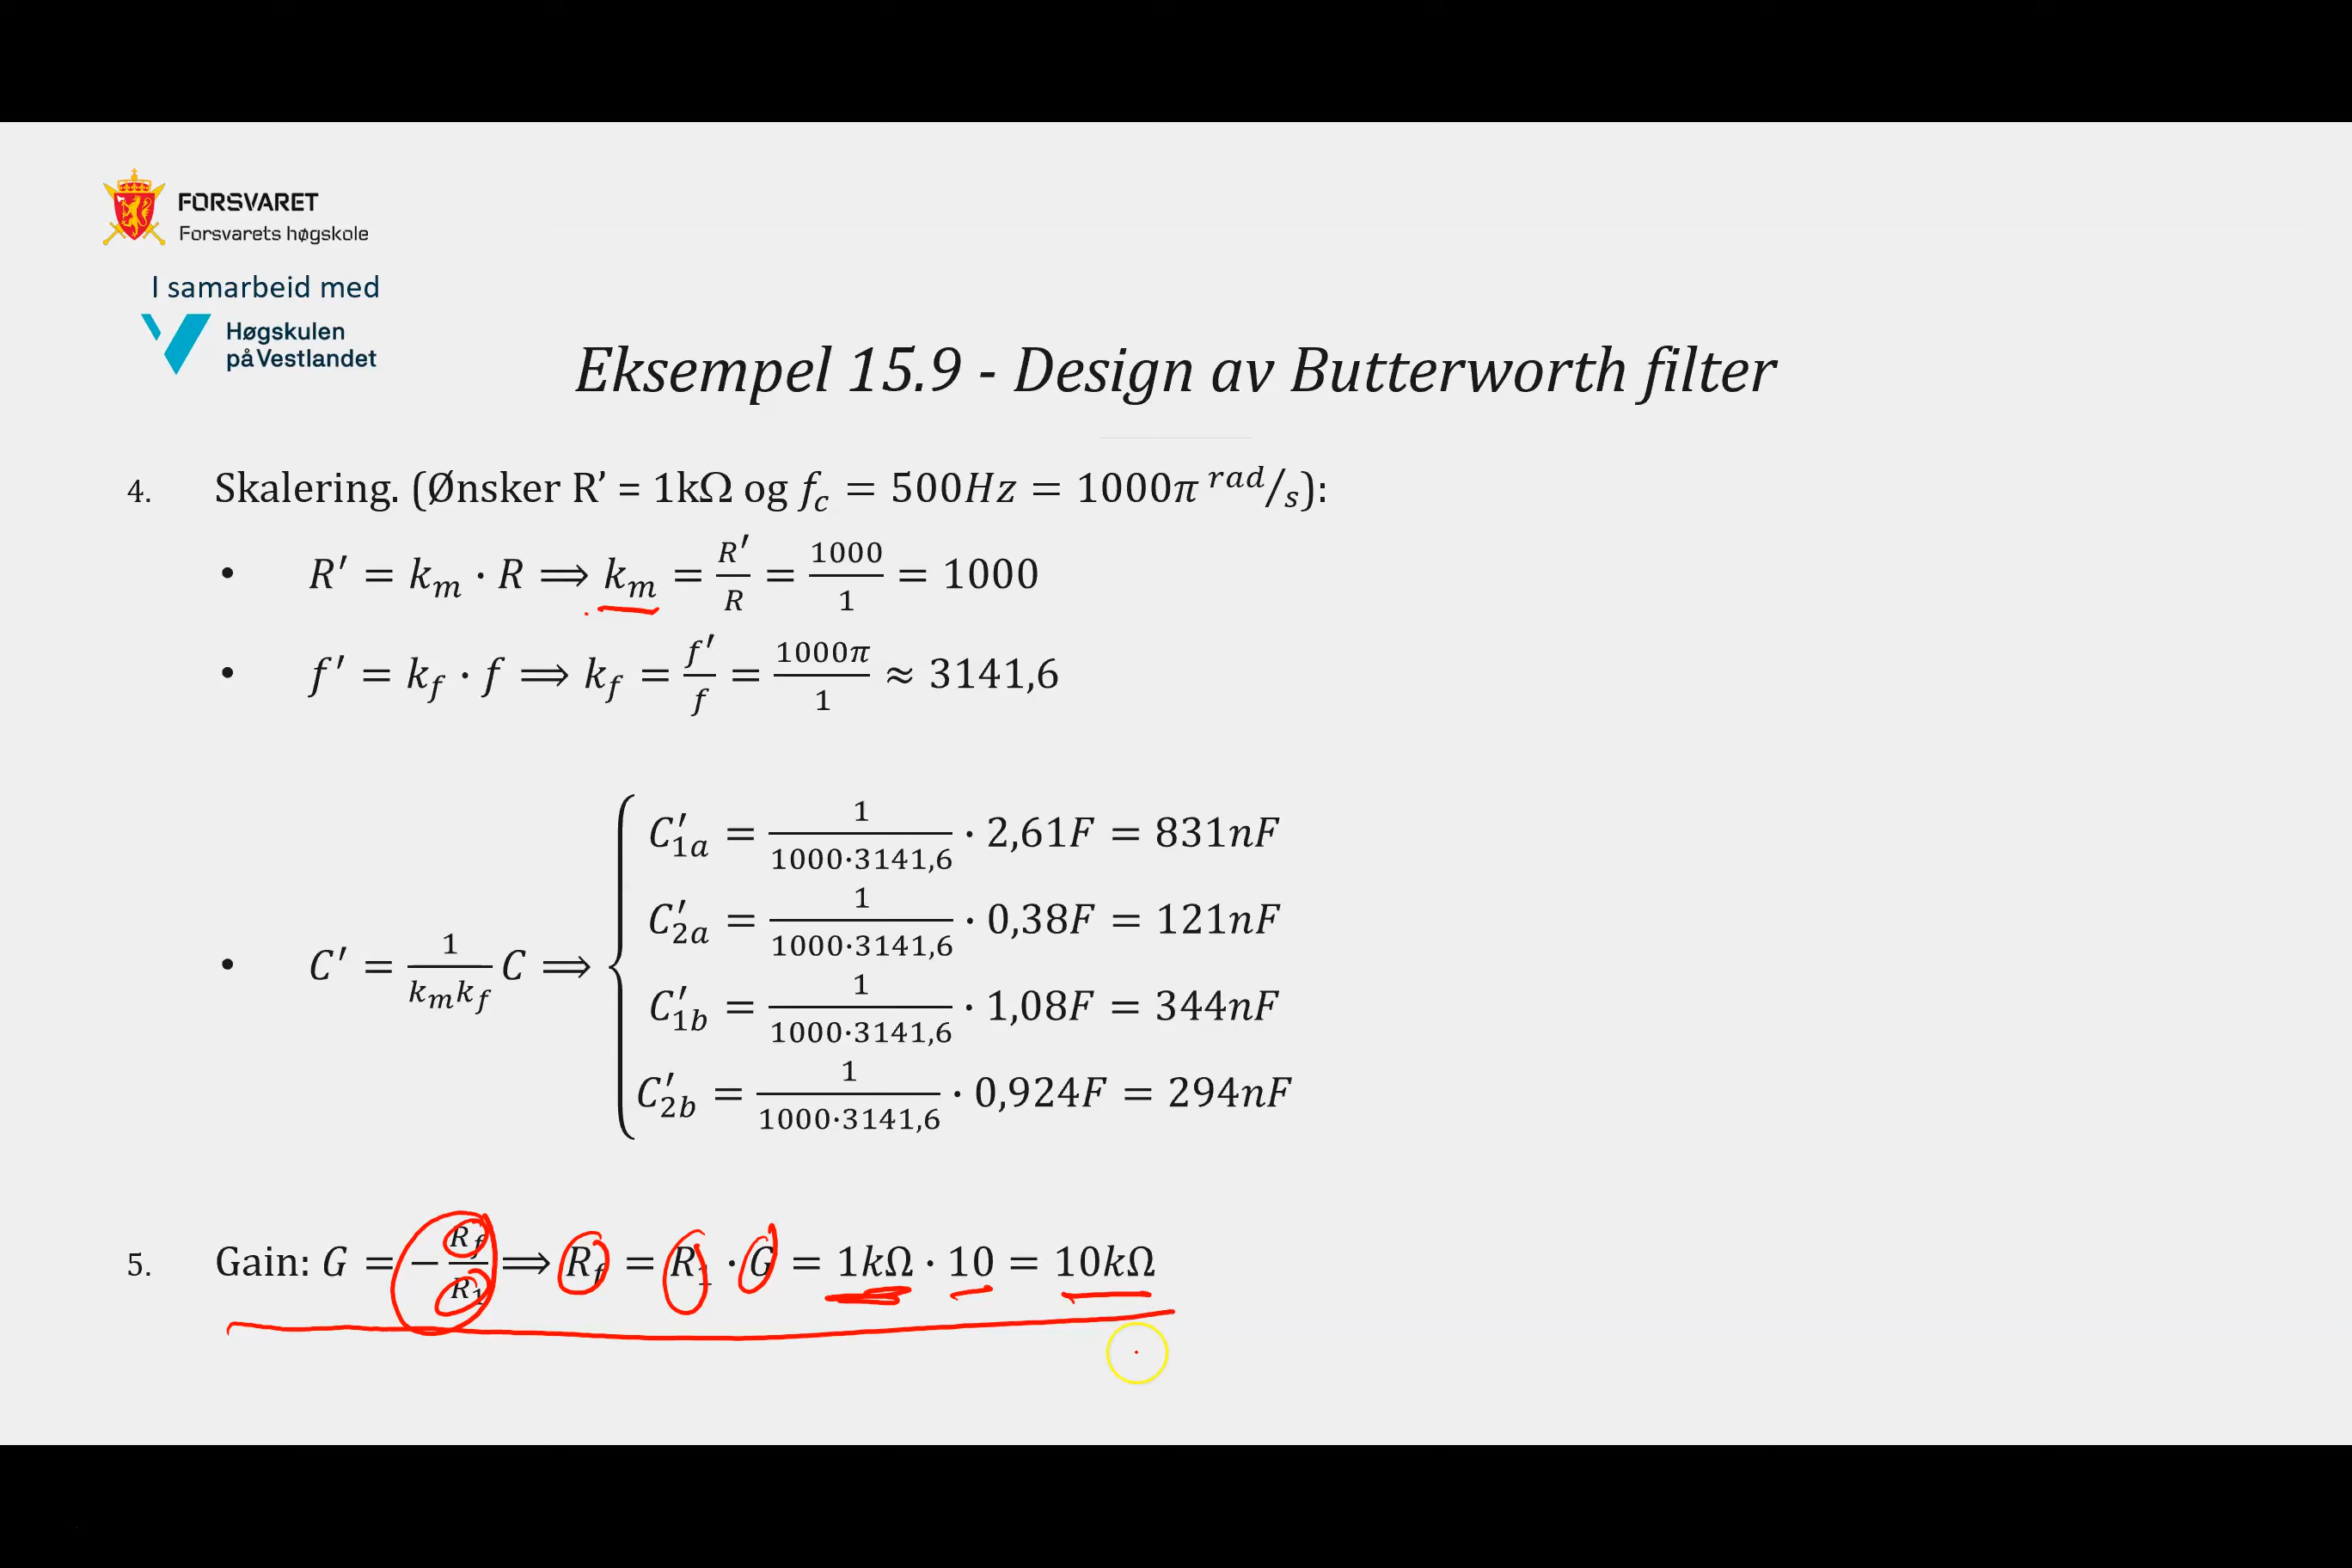 FORSVARET
Forsvarets høgskole
I samarbeid med
Høgskulen
på Vestlandet
Eksempel 15.9 - Design av Butterworth filter
4. Skalering. (Ønsker R’ = 1kΩ og f_c = 500Hz = 1000π rad/s):
• R′ = k_m · R ⟹ k_m = R′/R = 1000/1 = 1000
• f′ = k_f · f ⟹ k_f = f′/f = 1000π/1 ≈ 3141,6
• C′ = 1/(k_m k_f) C ⟹
C′_1a = 1/(1000·3141,6) · 2,61F = 831nF
C′_2a = 1/(1000·3141,6) · 0,38F = 121nF
C′_1b = 1/(1000·3141,6) · 1,08F = 344nF
C′_2b = 1/(1000·3141,6) · 0,924F = 294nF
5. Gain: G = −R_f/R_1 ⟹ R_f = R_1 · G = 1kΩ · 10 = 10kΩ